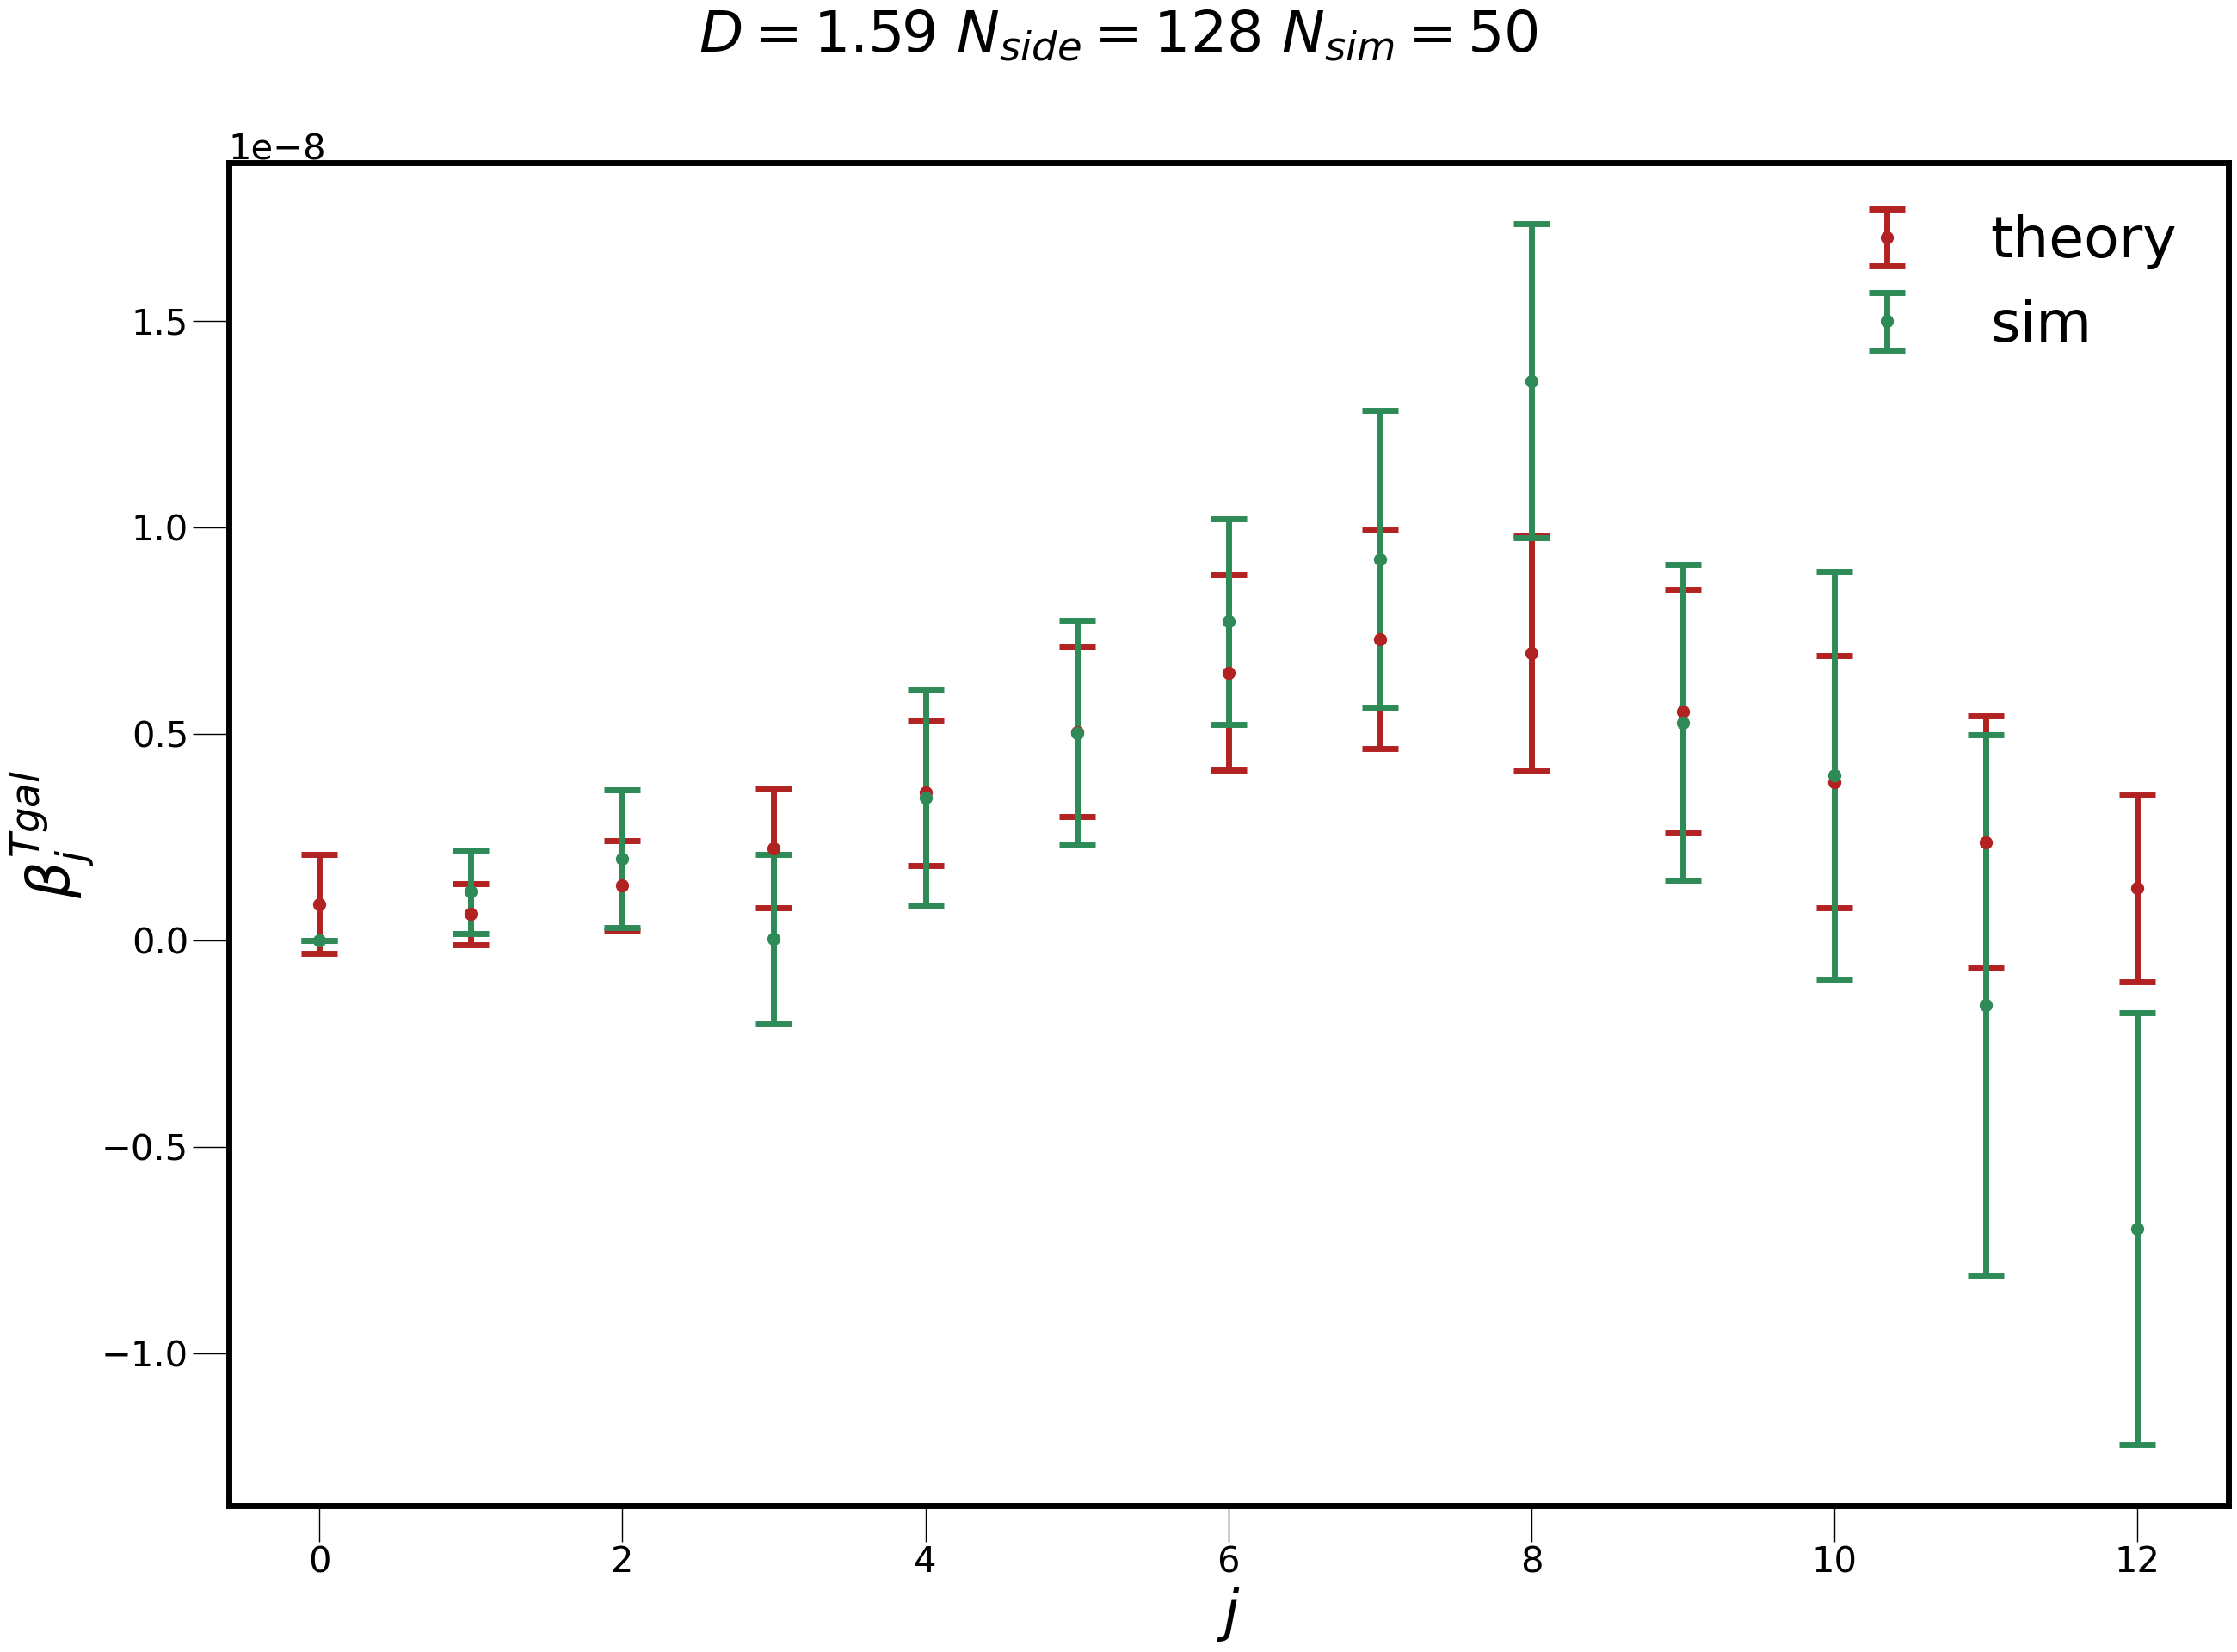 D = 1.59 N_side = 128 N_sim = 50
1e−8
theory
sim
1.5
1.0
0.5
0.0
−0.5
−1.0
β_j^Tgal
0 2 4 6 8 10 12
j